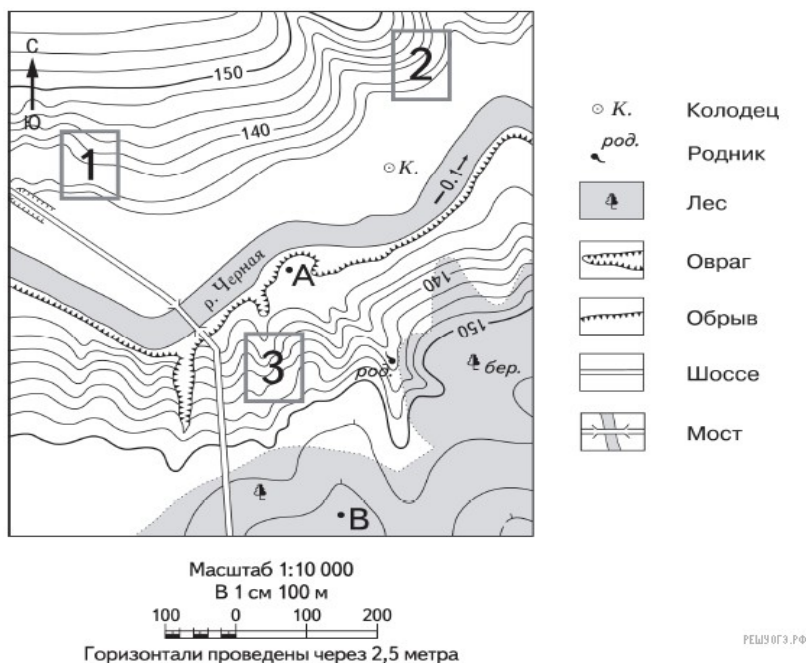 С
Ю
150
140
1
2
К.
0.1
р. Черная
А
3
140
150
род.
бер.
В
К. Колодец
род. Родник
Лес
Овраг
Обрыв
Шоссе
Мост
Масштаб 1:10 000
В 1 см 100 м
100 0 100 200
Горизонтали проведены через 2,5 метра
РЕШУОГЭ.РФ